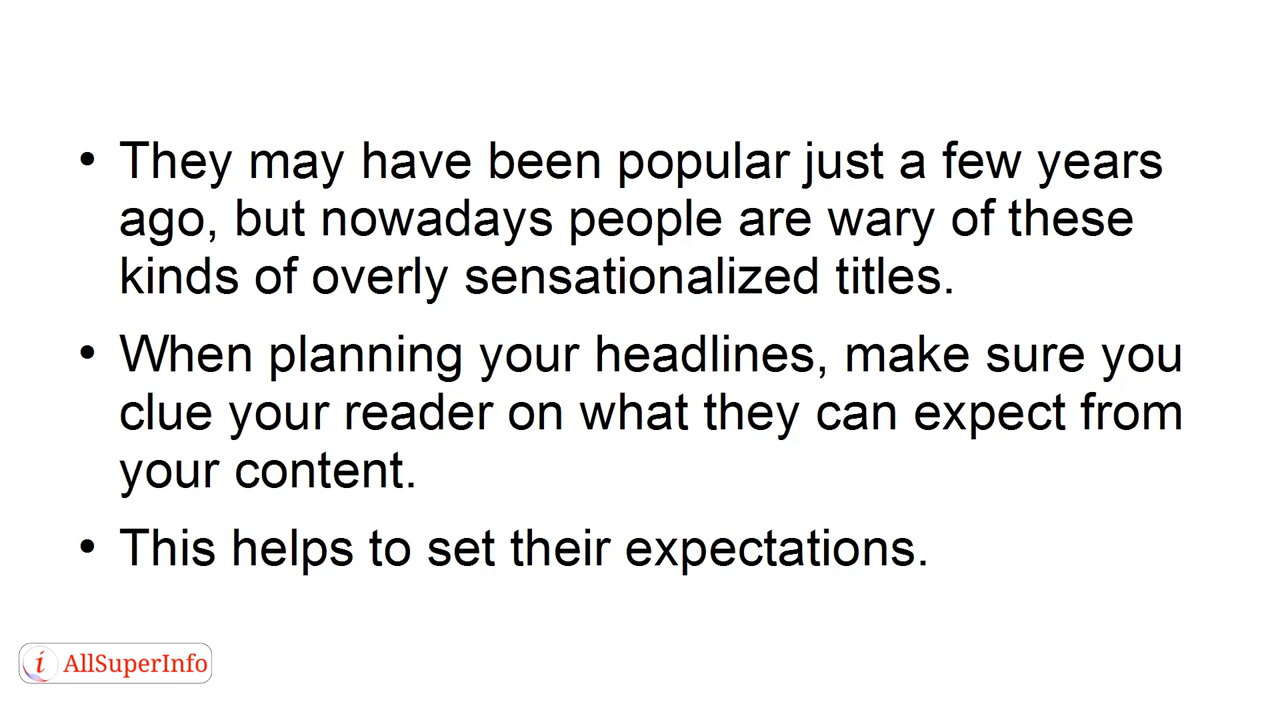 • They may have been popular just a few years
ago, but nowadays people are wary of these
kinds of overly sensationalized titles.
• When planning your headlines, make sure you
clue your reader on what they can expect from
your content.
• This helps to set their expectations.
i AllSuperInfo